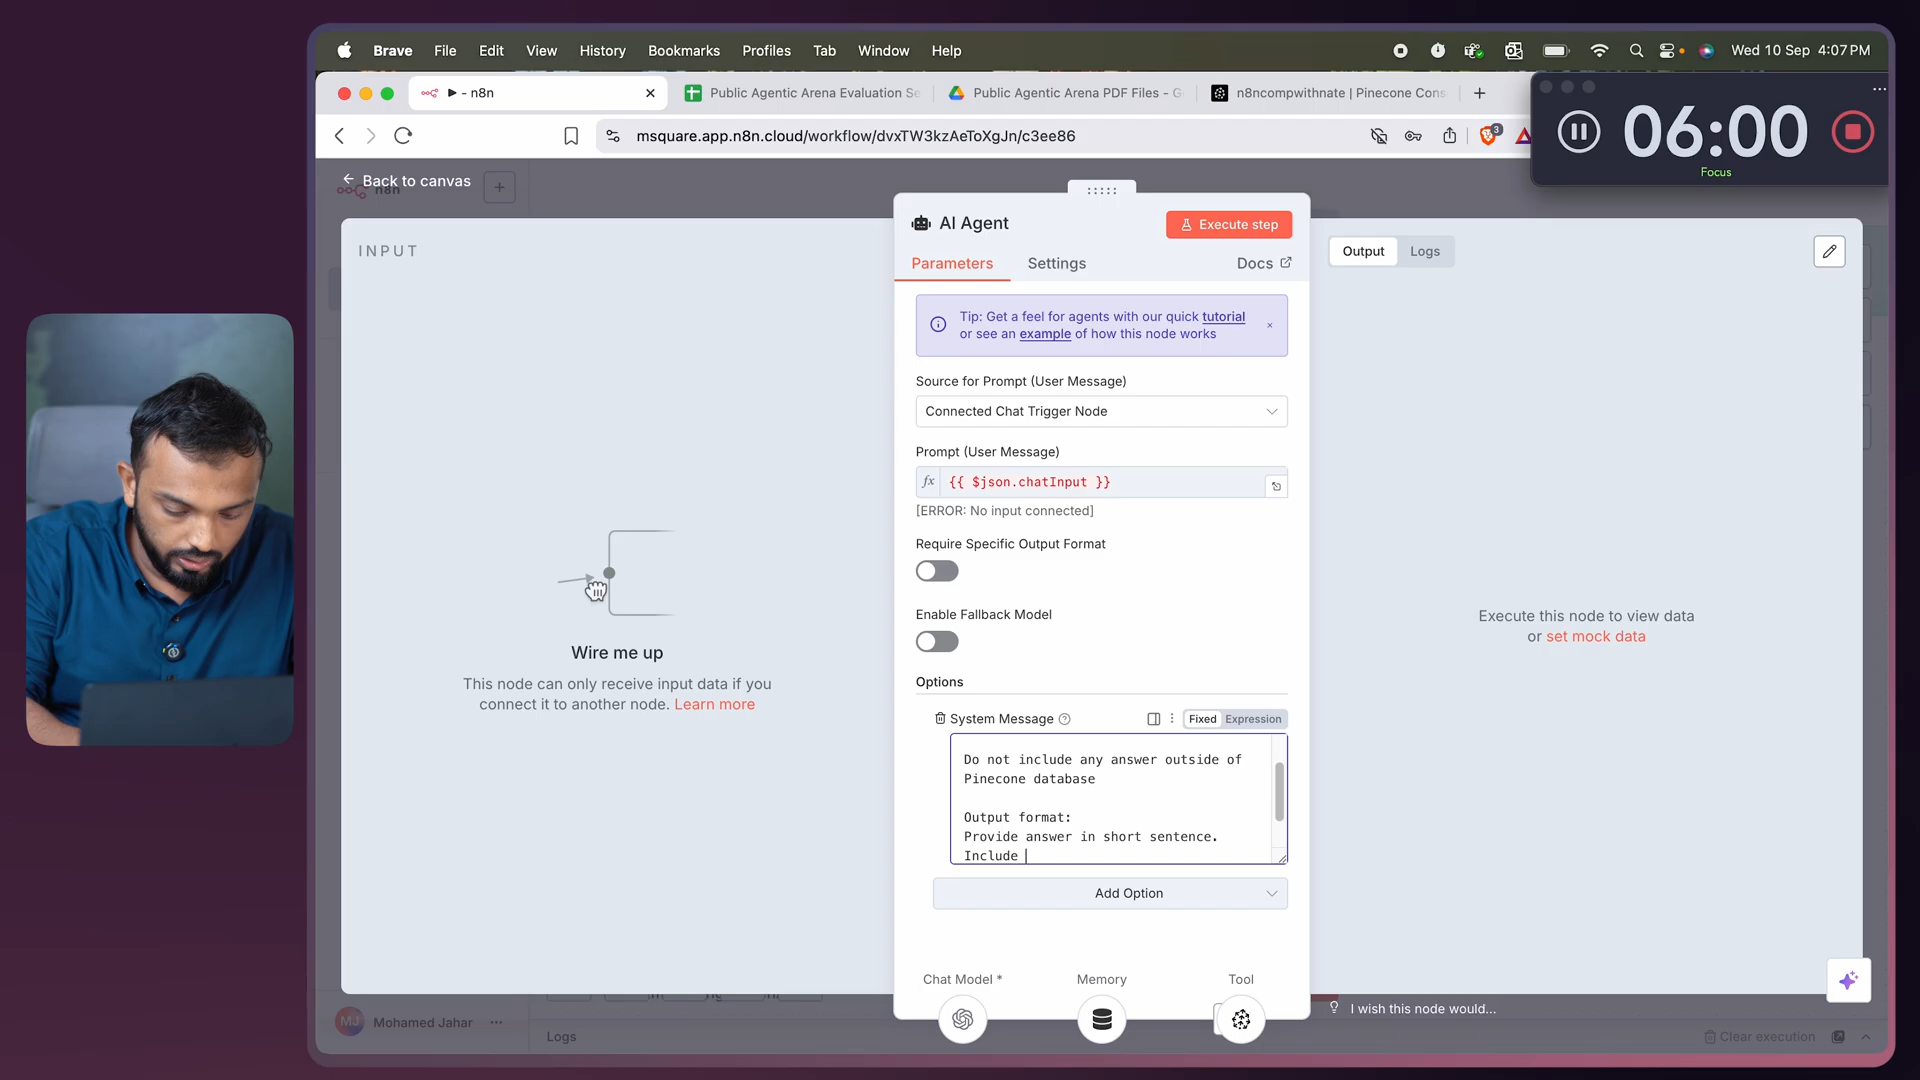 Brave File Edit View History Bookmarks Profiles Tab Window Help
Wed 10 Sep 4:07 PM
▶ - n8n
Public Agentic Arena Evaluation Se
Public Agentic Arena PDF Files - G
n8ncompwithnate | Pinecone Cons
msquare.app.n8n.cloud/workflow/dvxTW3kzAeToXgJn/c3ee86
3
06:00
Focus
← Back to canvas
n8n
INPUT
AI Agent
Execute step
Parameters Settings Docs
Output Logs
Tip: Get a feel for agents with our quick tutorial
or see an example of how this node works
Source for Prompt (User Message)
Connected Chat Trigger Node
Prompt (User Message)
fx {{ $json.chatInput }}
[ERROR: No input connected]
Require Specific Output Format
Enable Fallback Model
Options
System Message
Fixed Expression
Do not include any answer outside of
Pinecone database
Output format:
Provide answer in short sentence.
Include
Add Option
Chat Model *
Memory
Tool
Wire me up
This node can only receive input data if you
connect it to another node. Learn more
Execute this node to view data
or set mock data
I wish this node would...
MJ
Mohamed Jahar
Logs
Clear execution